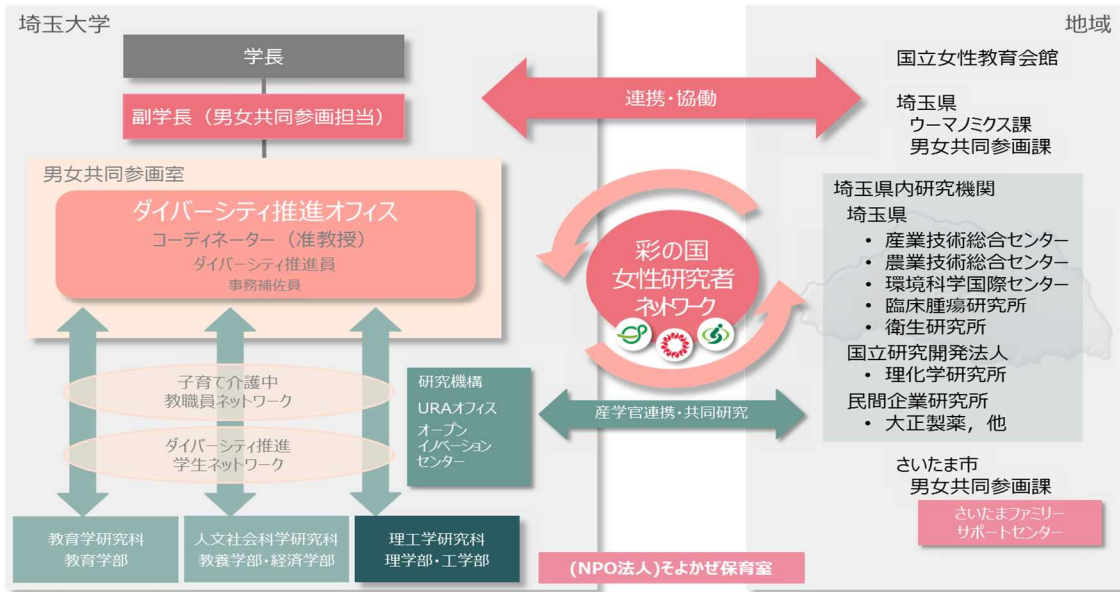 埼玉大学
学長
副学長（男女共同参画担当）
男女共同参画室
ダイバーシティ推進オフィス
コーディネーター（准教授）
ダイバーシティ推進員
事務補佐員
子育て介護中
教職員ネットワーク
ダイバーシティ推進
学生ネットワーク
研究機構
URAオフィス
オープン
イノベーション
センター
教育学研究科
教育学部
人文社会科学研究科
教養学部・経済学部
理工学研究科
理学部・工学部
連携・協働
彩の国
女性研究者
ネットワーク
産学官連携・共同研究
(NPO法人)そよかぜ保育室
地域
国立女性教育会館
埼玉県
ウーマノミクス課
男女共同参画課
埼玉県内研究機関
埼玉県
• 産業技術総合センター
• 農業技術総合センター
• 環境科学国際センター
• 臨床腫瘍研究所
• 衛生研究所
国立研究開発法人
• 理化学研究所
民間企業研究所
• 大正製薬，他
さいたま市
男女共同参画課
さいたまファミリー
サポートセンター